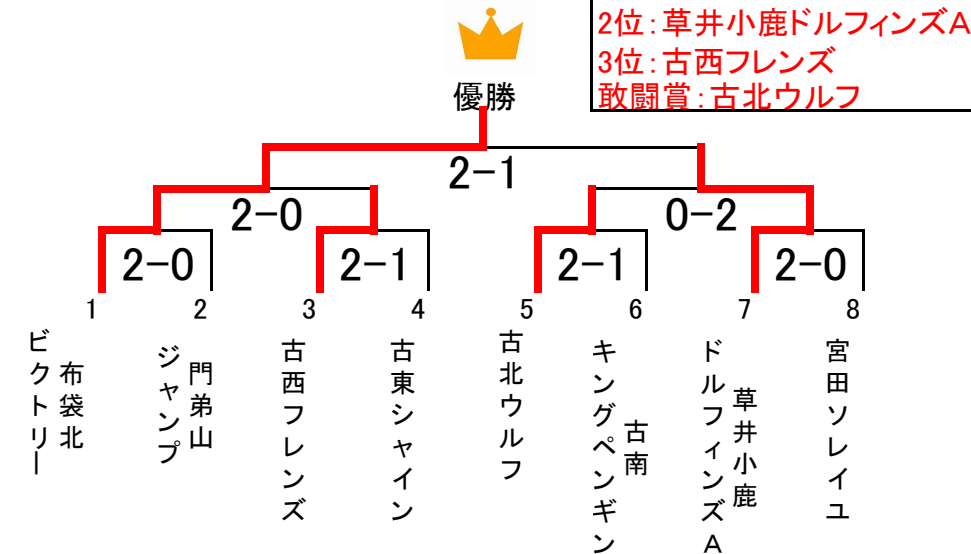 2位：草井小鹿ドルフィンズA
3位：古西フレンズ
敢闘賞：古北ウルフ
優勝
2-1
2-0
0-2
2-0
2-1
2-1
2-0
1
2
3
4
5
6
7
8
布袋北
ビクトリー
門弟山
ジャンプ
古西フレンズ
古東シャイン
古北ウルフ
古南
キングペンギン
草井小鹿
ドルフィンズA
宮田ソレイユ